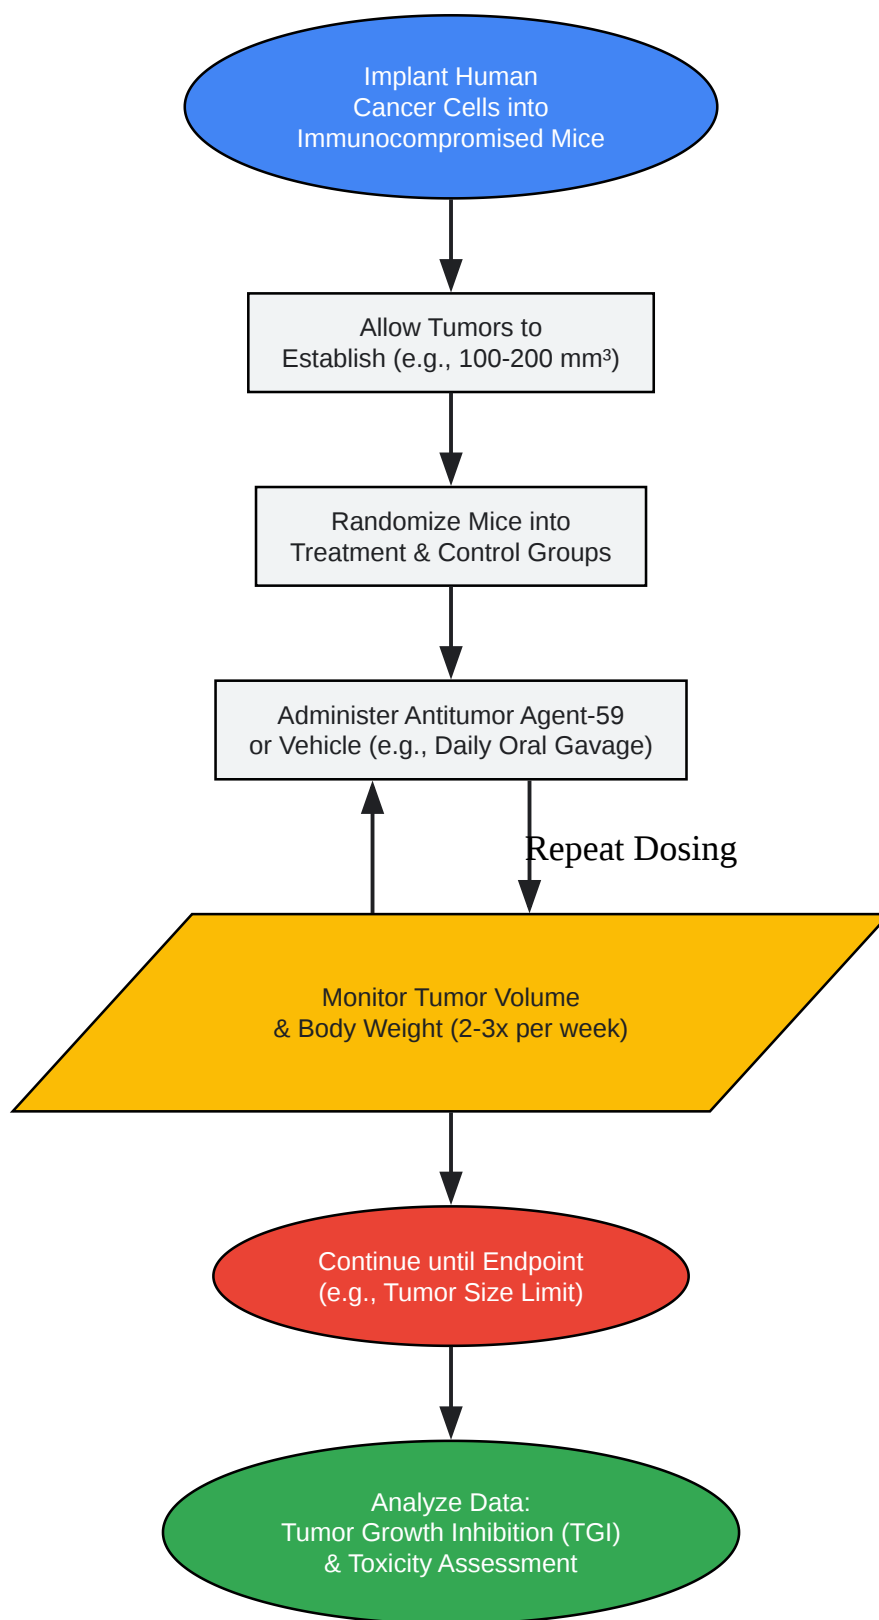 Implant Human
Cancer Cells into
Immunocompromised Mice
Allow Tumors to
Establish (e.g., 100-200 mm³)
Randomize Mice into
Treatment & Control Groups
Administer Antitumor Agent-59
or Vehicle (e.g., Daily Oral Gavage)
Repeat Dosing
Monitor Tumor Volume
& Body Weight (2-3x per week)
Continue until Endpoint
(e.g., Tumor Size Limit)
Analyze Data:
Tumor Growth Inhibition (TGI)
& Toxicity Assessment